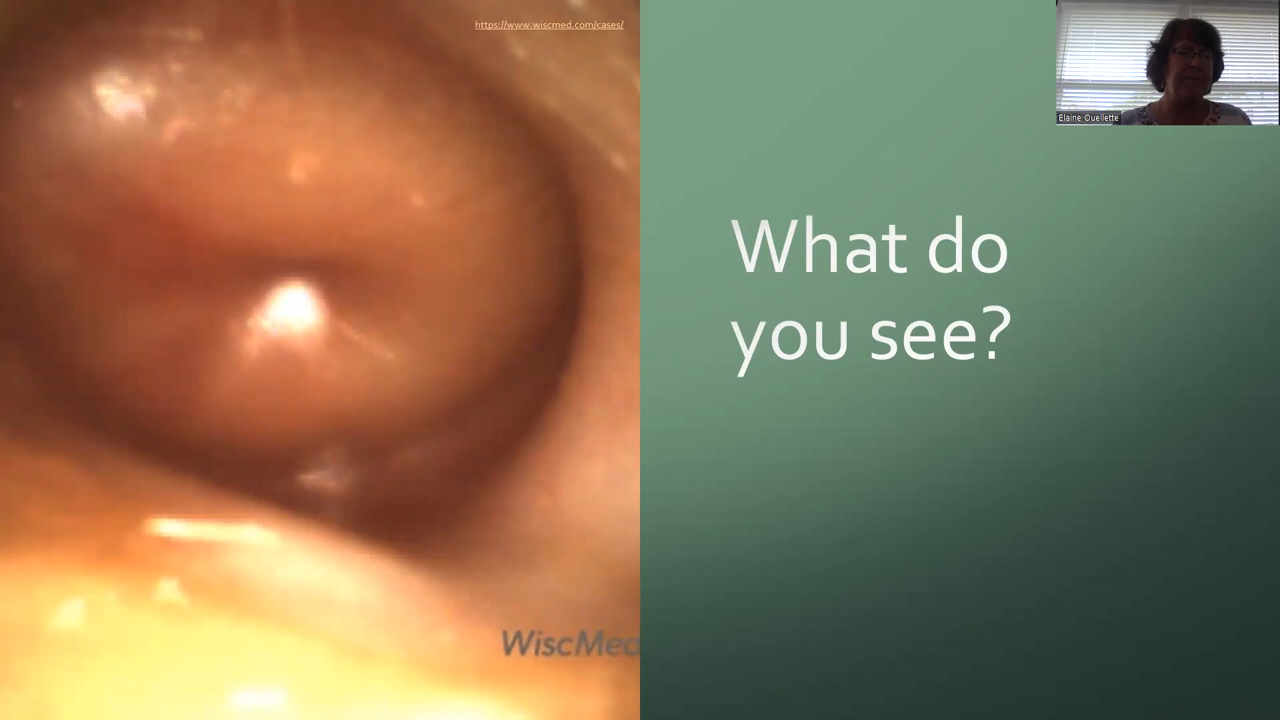 https://www.wiscmed.com/cases/
What do
you see?
Elaine Ouellette
WiscMed